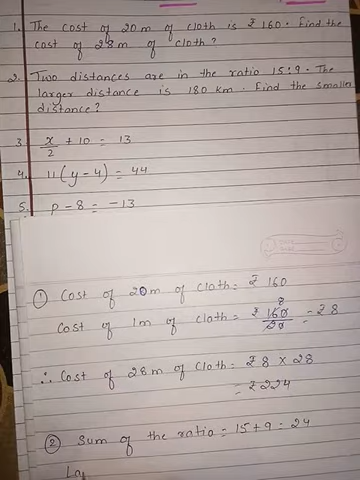 1. The cost of 20m of cloth is ₹160. Find the
cost of 28m of cloth?
2. Two distances are in the ratio 15:9. The
larger distance is 180 km. Find the smaller
distance?
3. x/2 + 10 = 13
4. 11(y-4) = 44
5. p - 8 = -13
① Cost of 20m of cloth = ₹160
Cost of 1m of cloth = ₹ 160/20 8 = ₹8
∴ Cost of 28m of cloth = ₹8 × 28
= ₹224
② Sum of the ratio = 15+9 = 24